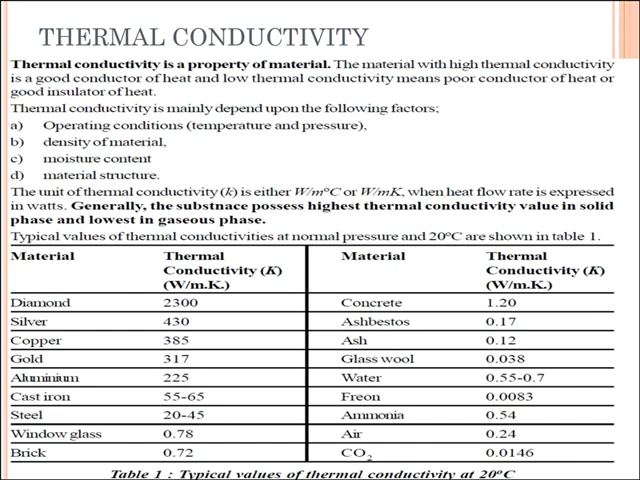 THERMAL CONDUCTIVITY
Thermal conductivity is a property of material. The material with high thermal conductivity
is a good conductor of heat and low thermal conductivity means poor conductor of heat or
good insulator of heat.
Thermal conductivity is mainly depend upon the following factors;
a) Operating conditions (temperature and pressure),
b) density of material,
c) moisture content
d) material structure.
The unit of thermal conductivity (k) is either W/m°C or W/mK, when heat flow rate is expressed
in watts. Generally, the substnace possess highest thermal conductivity value in solid
phase and lowest in gaseous phase.
Typical values of thermal conductivities at normal pressure and 20°C are shown in table 1.
Material Thermal Material Thermal
Conductivity (K) Conductivity (K)
(W/m.K.) (W/m.K.)
Diamond 2300 Concrete 1.20
Silver 430 Ashbestos 0.17
Copper 385 Ash 0.12
Gold 317 Glass wool 0.038
Aluminium 225 Water 0.55-0.7
Cast iron 55-65 Freon 0.0083
Steel 20-45 Ammonia 0.54
Window glass 0.78 Air 0.24
Brick 0.72 CO₂ 0.0146
Table 1 : Typical values of thermal conductivity at 20°C